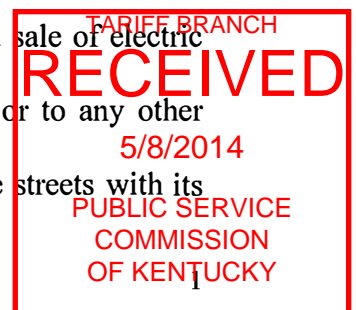 TARIFF BRANCH
sale of electric
RECEIVED
or to any other
5/8/2014
streets with its
PUBLIC SERVICE
COMMISSION
OF KENTUCKY
1